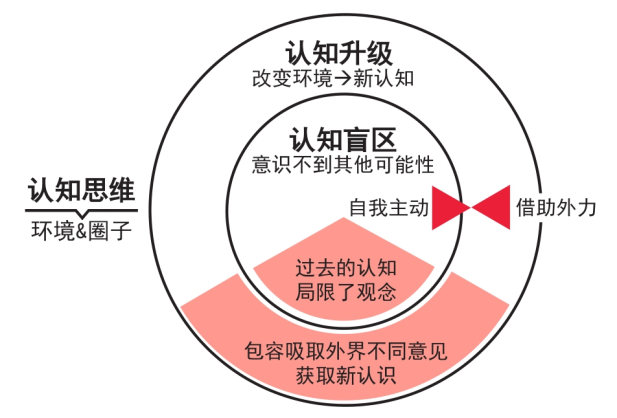 认知升级
改变环境→新认知
认知盲区
意识不到其他可能性
认知思维
环境&圈子
自我主动
借助外力
过去的认知
局限了观念
包容吸取外界不同意见
获取新认识